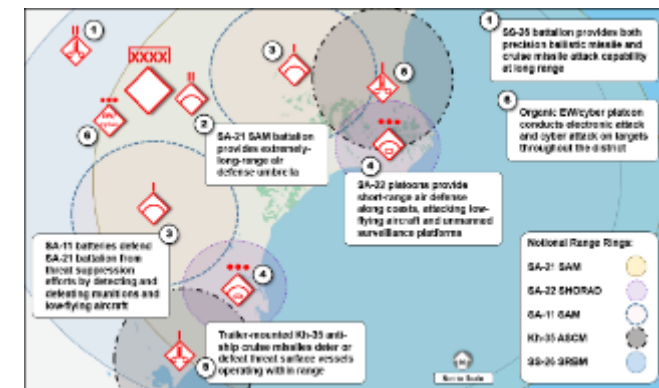 1
SS-26 battalion provides both
precision ballistic missile and
cruise missile attack capability
at long range
6
Organic EW/cyber platoon
conducts electronic attack
and cyber attack on targets
throughout the district
1
XXXX
3
5
2
6
SA-21 SAM battalion
provides extremely-
long-range air
defense umbrella
4
SA-22 platoons provide
short-range air defense
along coasts, attacking low-
flying aircraft and unmanned
surveillance platforms
3
SA-11 batteries defend
SA-21 battalion from
threat suppression
efforts by detecting and
defeating munitions and
low-flying aircraft
4
Trailer-mounted Kh-35 anti-
ship cruise missiles deter or
defeat threat surface vessels
operating within range
5
Not to Scale
Notional Range Rings:
SA-21 SAM
SA-22 SHORAD
SA-11 SAM
Kh-35 ASCM
SS-26 SRBM